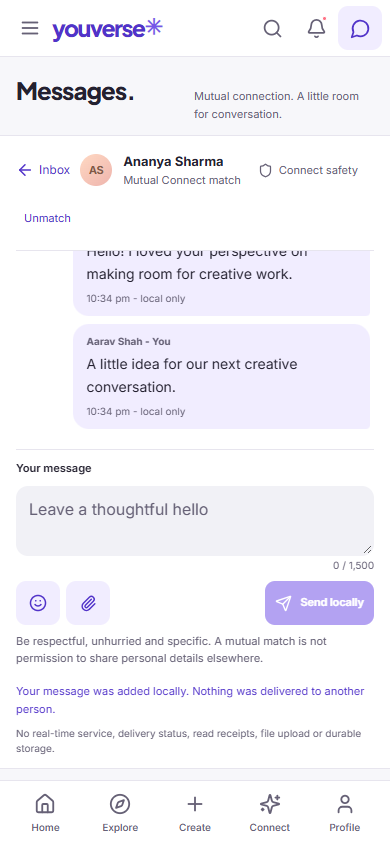 youverse
Messages.
Mutual connection. A little room
for conversation.
Inbox
AS
Ananya Sharma
Mutual Connect match
Connect safety
Unmatch
Hello! I loved your perspective on
making room for creative work.
10:34 pm - local only
Aarav Shah - You
A little idea for our next creative
conversation.
10:34 pm - local only
Your message
Leave a thoughtful hello
0 / 1,500
Send locally
Be respectful, unhurried and specific. A mutual match is not
permission to share personal details elsewhere.
Your message was added locally. Nothing was delivered to another
person.
No real-time service, delivery status, read receipts, file upload or durable
storage.
Home
Explore
Create
Connect
Profile